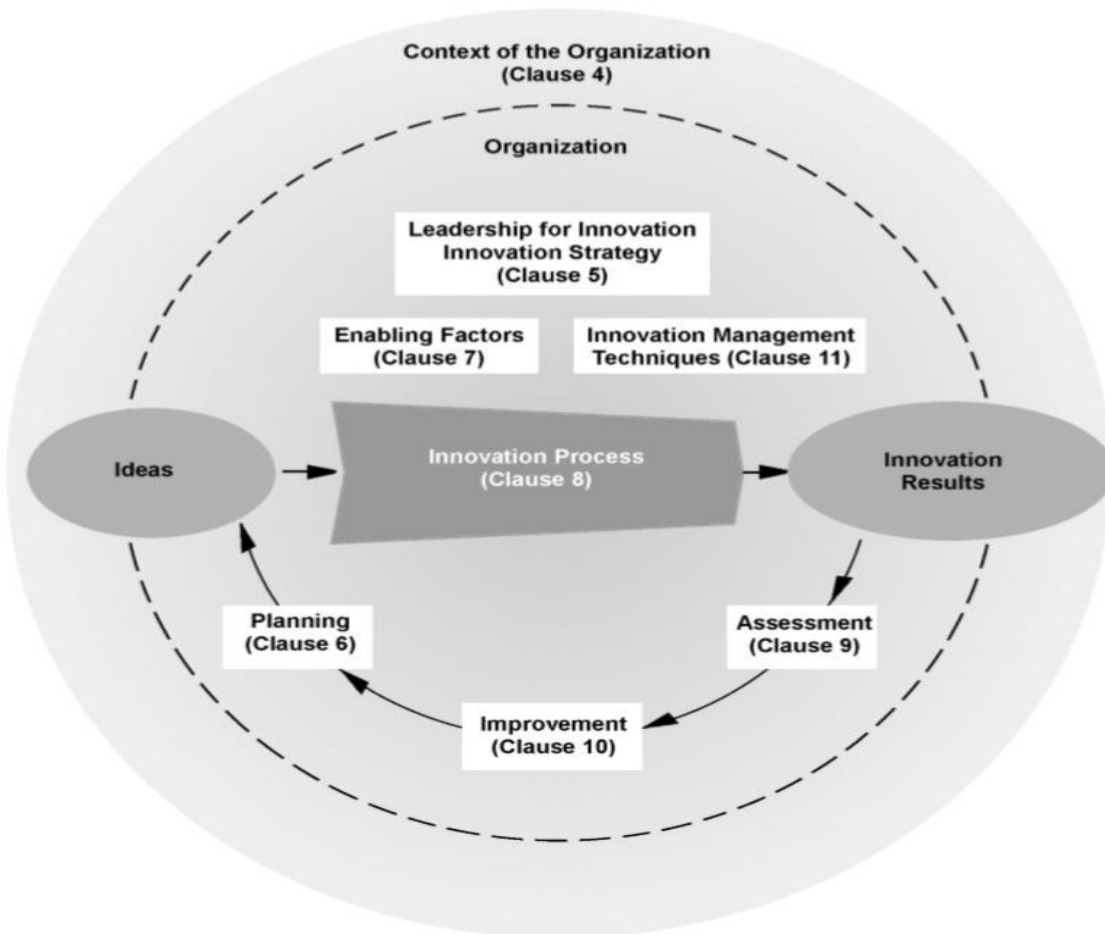 Context of the Organization
(Clause 4)
Organization
Leadership for Innovation
Innovation Strategy
(Clause 5)
Enabling Factors
(Clause 7)
Innovation Management
Techniques (Clause 11)
Ideas
Innovation Process
(Clause 8)
Innovation
Results
Planning
(Clause 6)
Assessment
(Clause 9)
Improvement
(Clause 10)